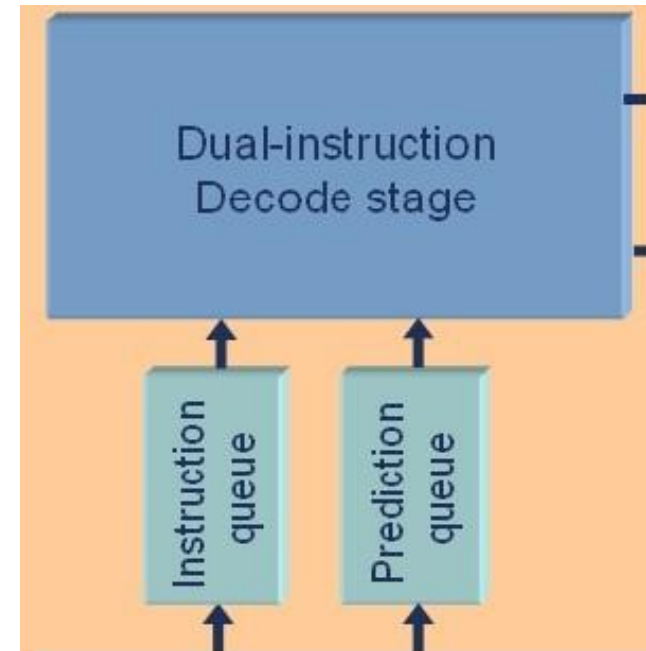 Dual-instruction
Decode stage
Instruction
queue
Prediction
queue